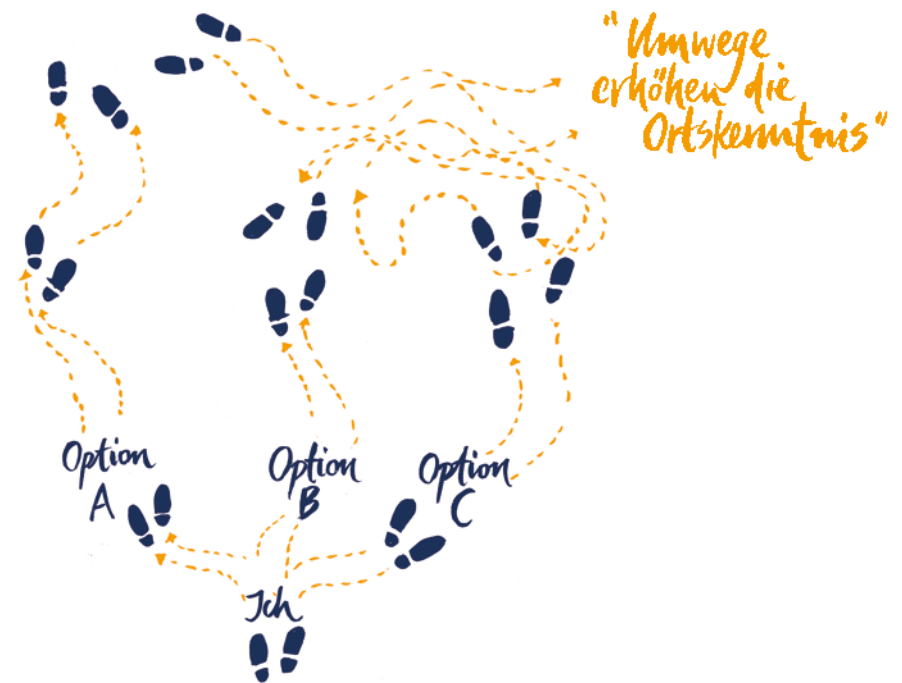 "Umwege
erhöhen die
Ortskenntnis"
Option
A
Option
B
Option
C
Ich